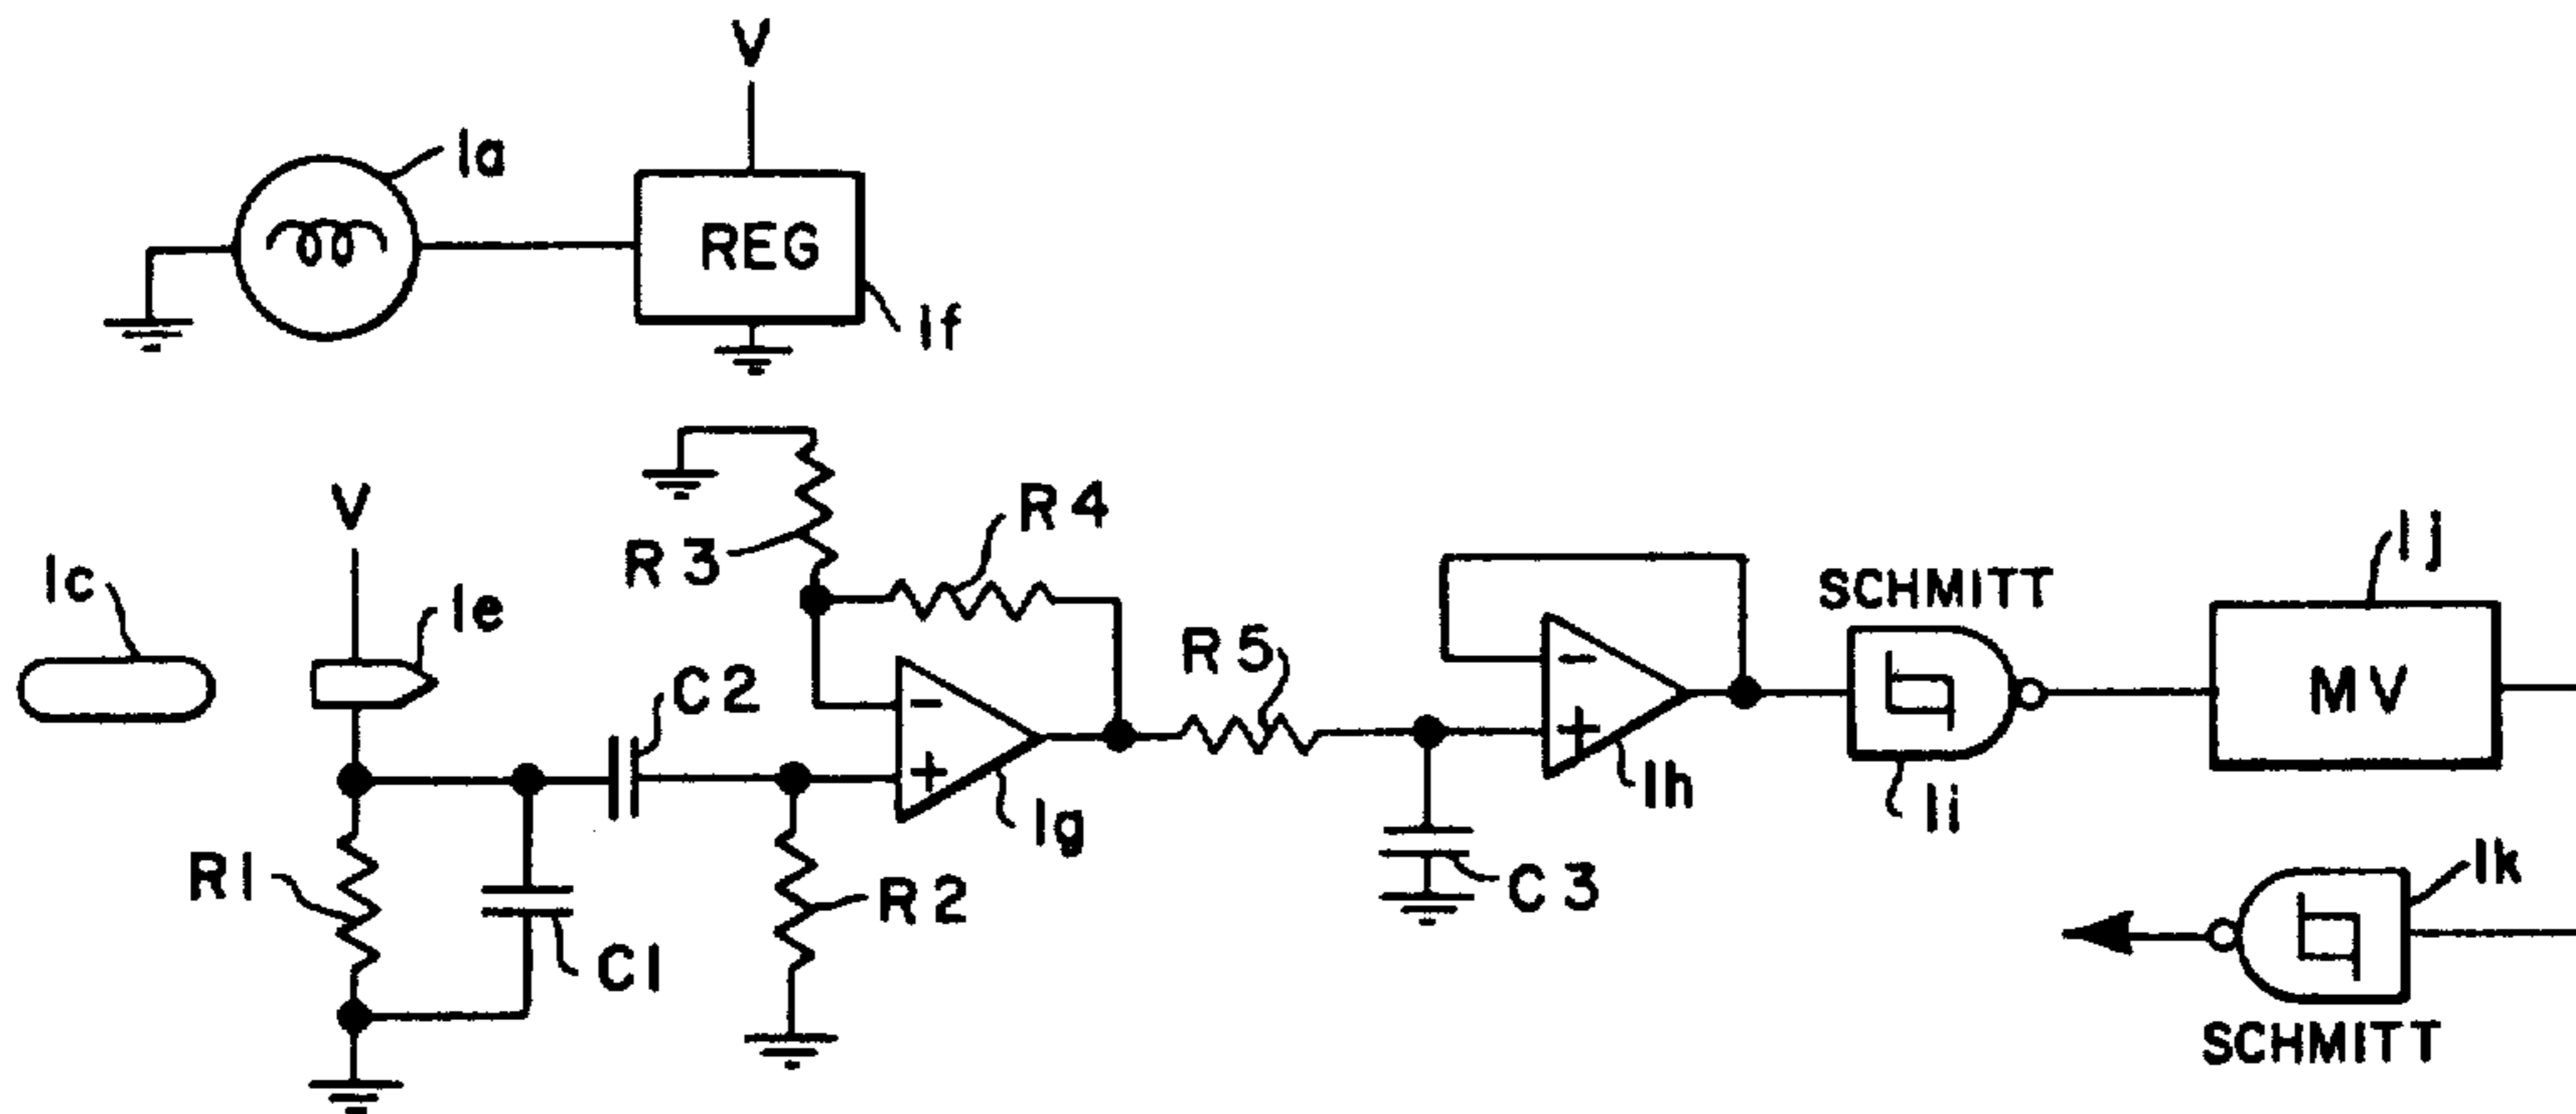 V
1a
REG
1f
V
R3
R4
1c
1e
C2
R5
SCHMITT
1j
MV
1g
1h
1i
R1
C1
R2
C3
1k
SCHMITT